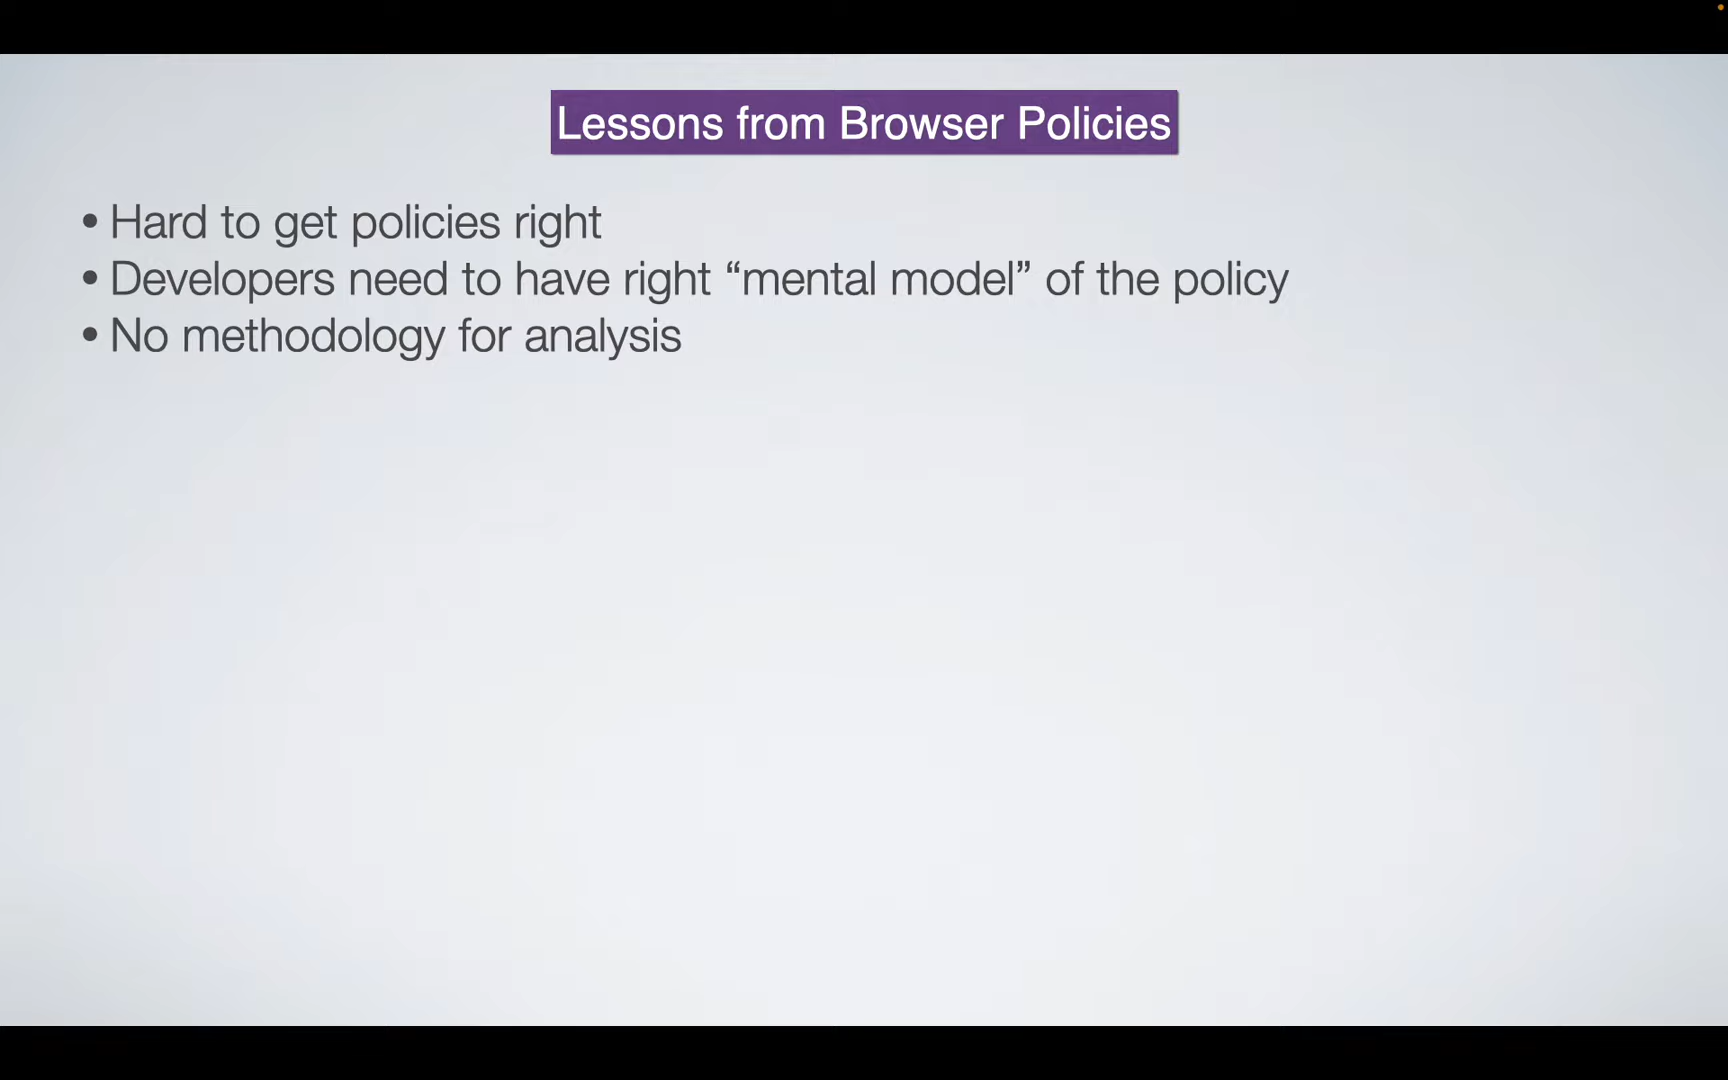 Lessons from Browser Policies
• Hard to get policies right
• Developers need to have right “mental model” of the policy
• No methodology for analysis